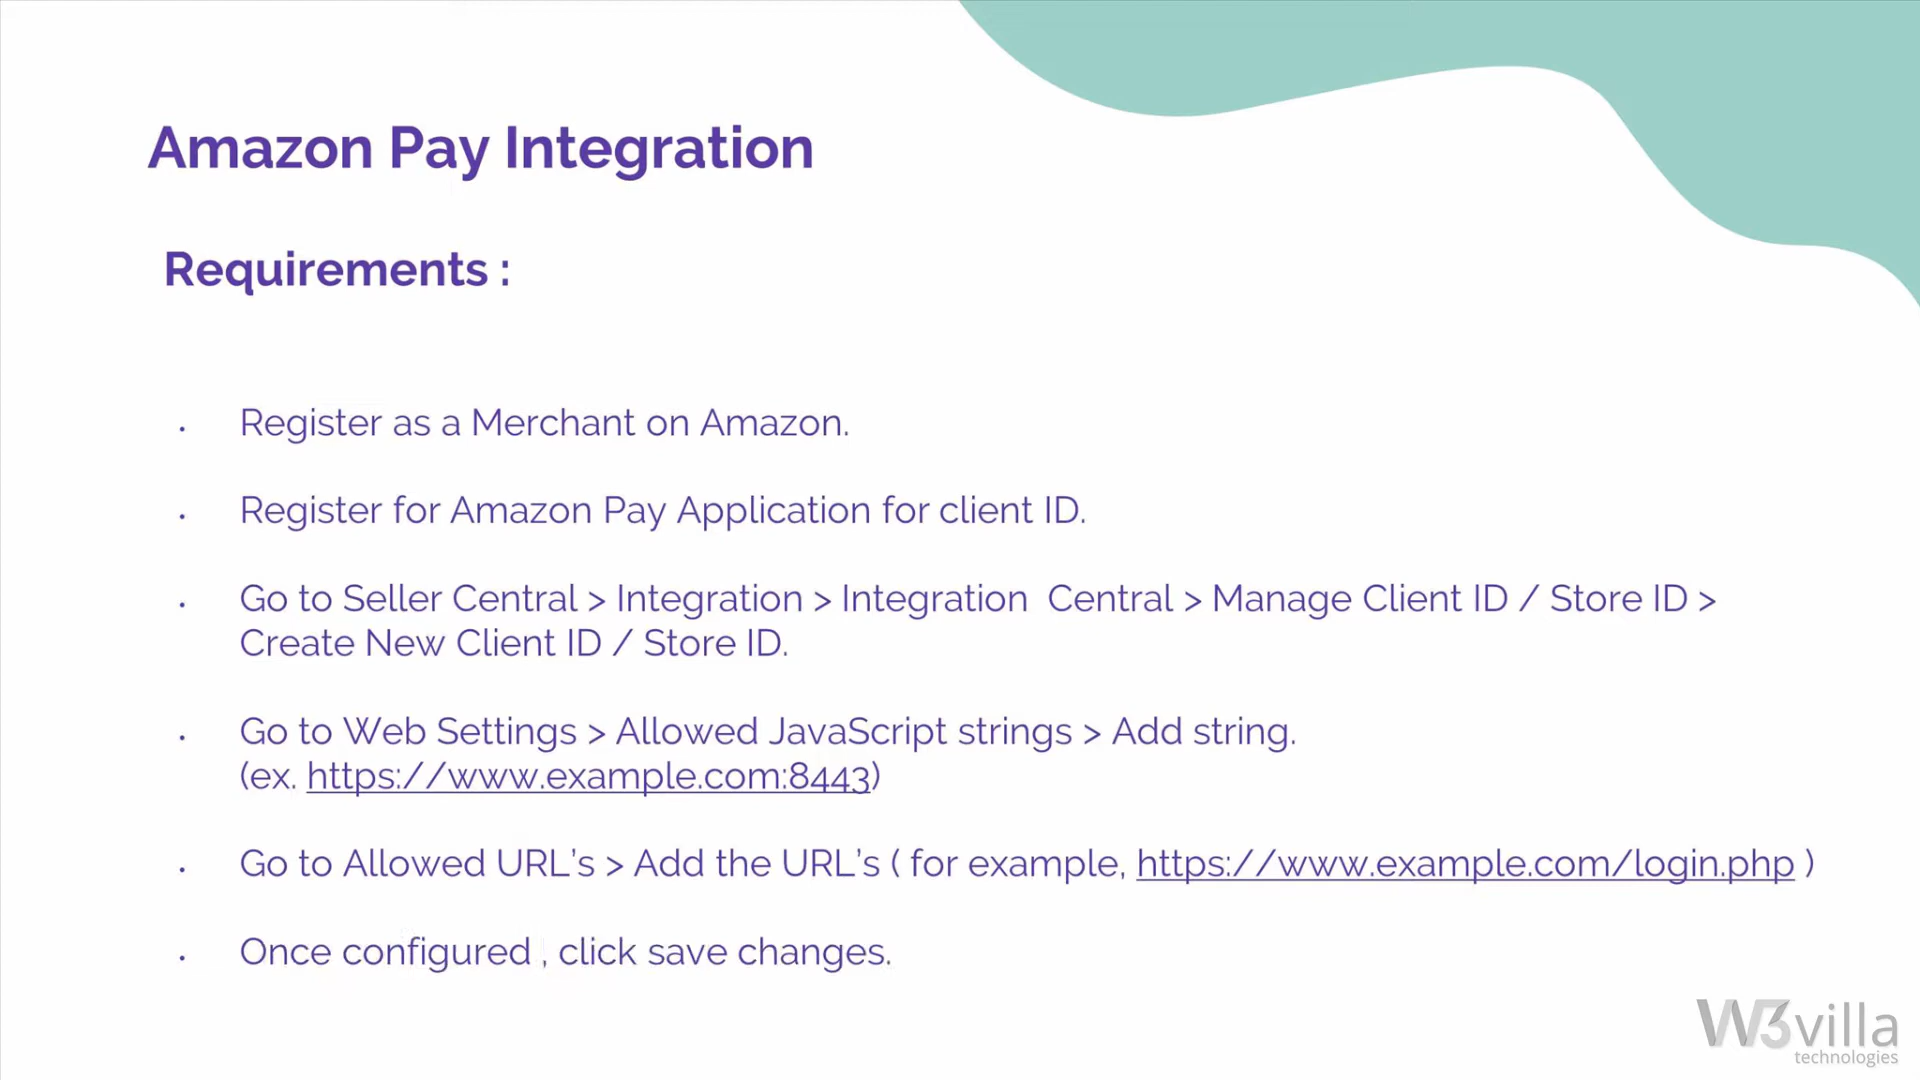 Amazon Pay Integration
Requirements :
• Register as a Merchant on Amazon.
• Register for Amazon Pay Application for client ID.
• Go to Seller Central > Integration > Integration  Central > Manage Client ID / Store ID >
Create New Client ID / Store ID.
• Go to Web Settings > Allowed JavaScript strings > Add string.
(ex. https://www.example.com:8443)
• Go to Allowed URL’s > Add the URL’s ( for example, https://www.example.com/login.php )
• Once configured , click save changes.
W3villa
technologies